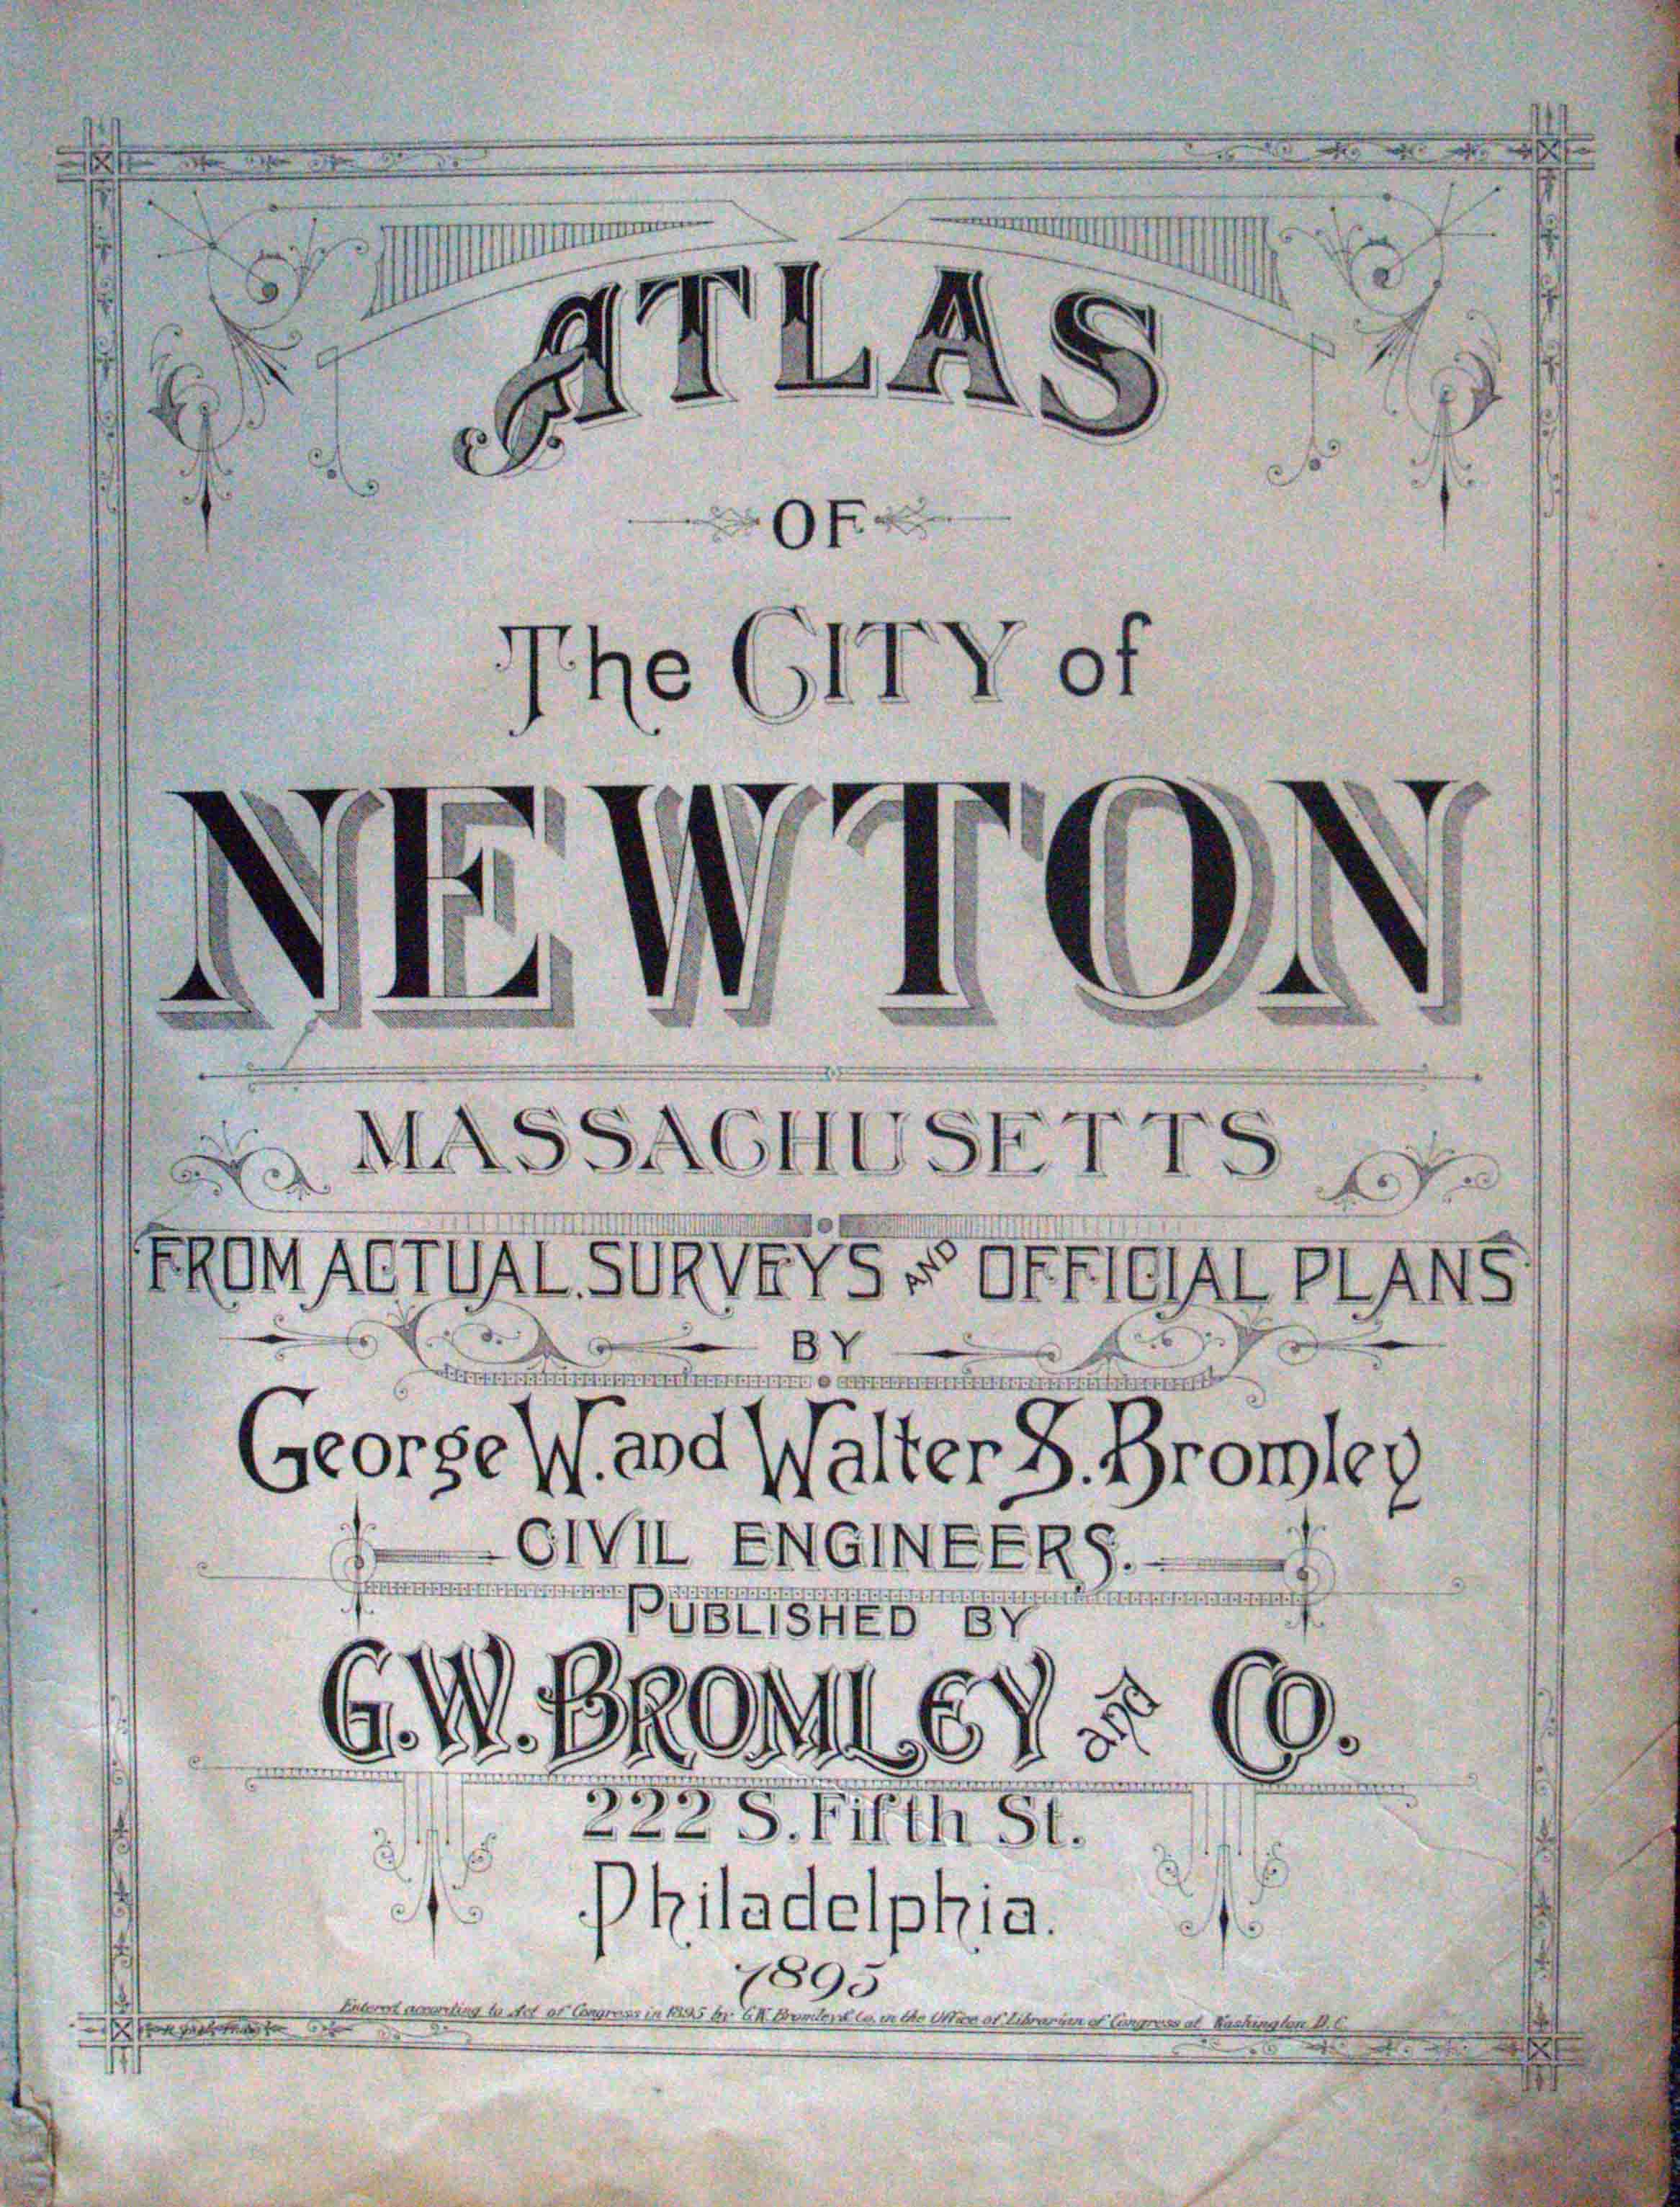 ATLAS
OF
The CITY of
NEWTON
MASSACHUSETTS
FROM ACTUAL SURVEYS AND OFFICIAL PLANS
BY
George W. and Walter S. Bromley
CIVIL ENGINEERS.
PUBLISHED BY
G.W. BROMLEY AND CO.
222 S. Fifth St.
Philadelphia.
1895
Entered according to Act of Congress in 1895 by G.W. Bromley & Co. in the Office of Librarian of Congress at Washington D.C.